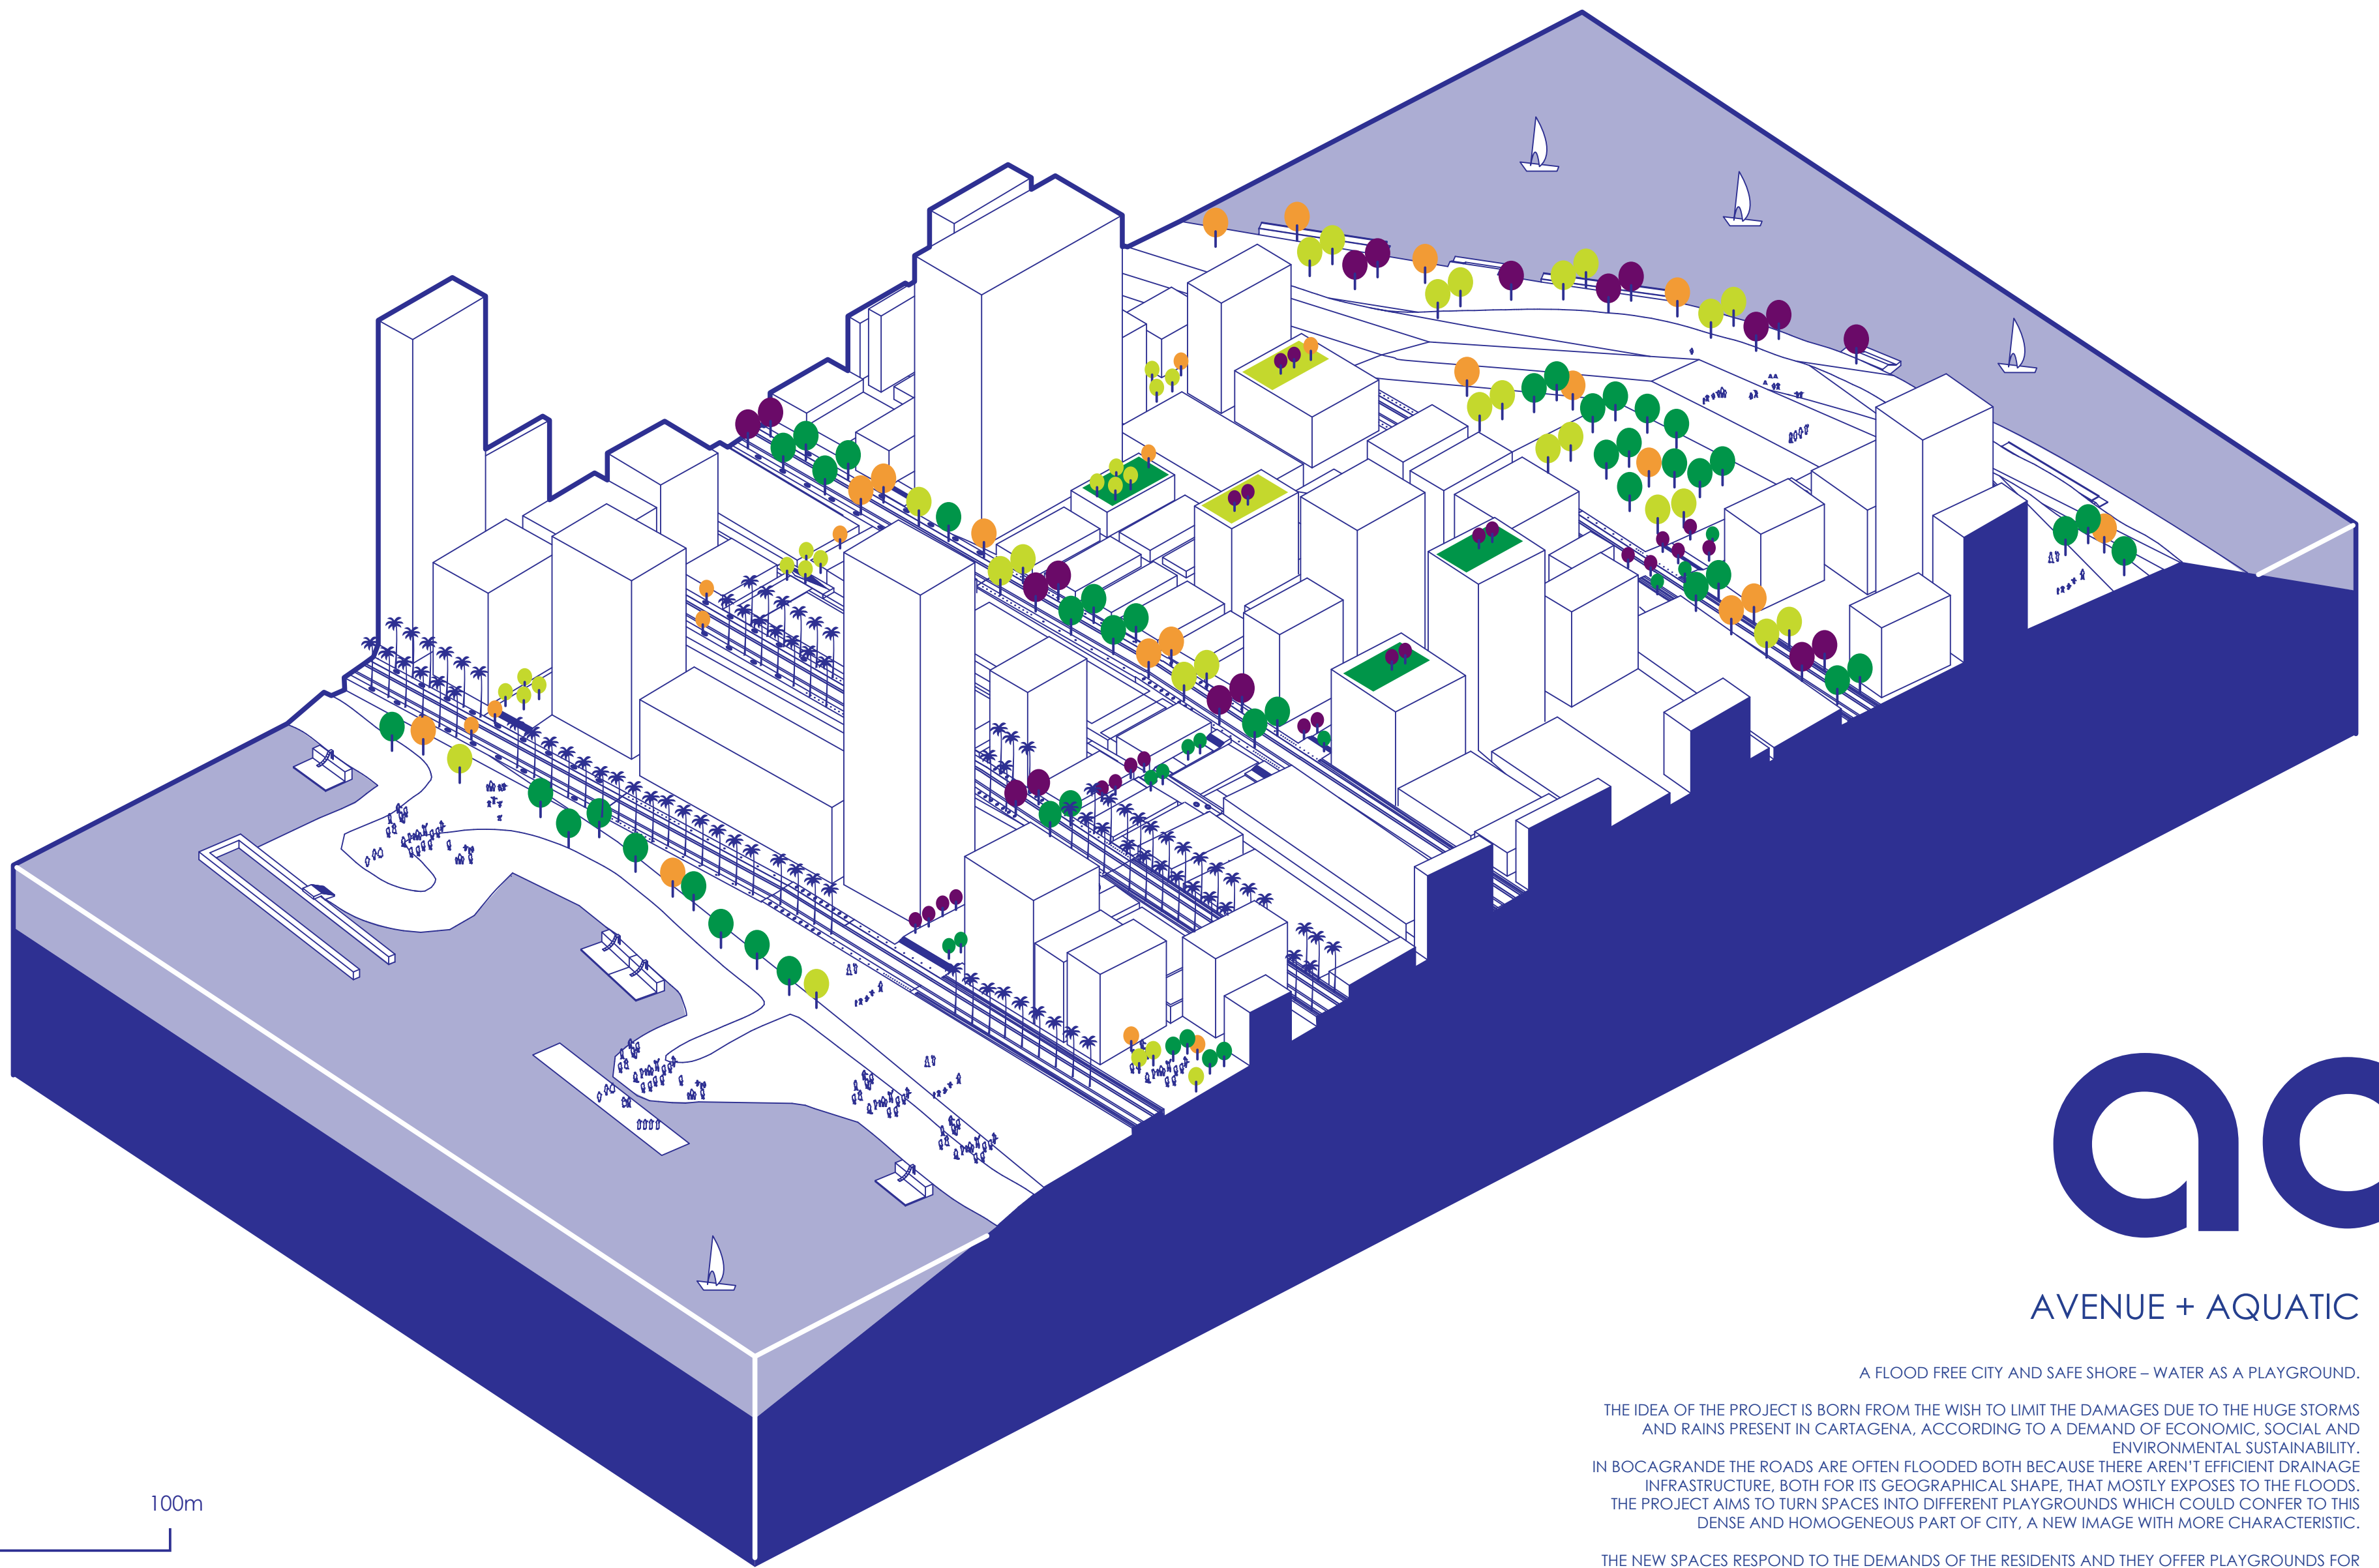 100m
aq
AVENUE + AQUATIC
A FLOOD FREE CITY AND SAFE SHORE – WATER AS A PLAYGROUND.
THE IDEA OF THE PROJECT IS BORN FROM THE WISH TO LIMIT THE DAMAGES DUE TO THE HUGE STORMS
AND RAINS PRESENT IN CARTAGENA, ACCORDING TO A DEMAND OF ECONOMIC, SOCIAL AND
ENVIRONMENTAL SUSTAINABILITY.
IN BOCAGRANDE THE ROADS ARE OFTEN FLOODED BOTH BECAUSE THERE AREN'T EFFICIENT DRAINAGE
INFRASTRUCTURE, BOTH FOR ITS GEOGRAPHICAL SHAPE, THAT MOSTLY EXPOSES TO THE FLOODS.
THE PROJECT AIMS TO TURN SPACES INTO DIFFERENT PLAYGROUNDS WHICH COULD CONFER TO THIS
DENSE AND HOMOGENEOUS PART OF CITY, A NEW IMAGE WITH MORE CHARACTERISTIC.
THE NEW SPACES RESPOND TO THE DEMANDS OF THE RESIDENTS AND THEY OFFER PLAYGROUNDS FOR